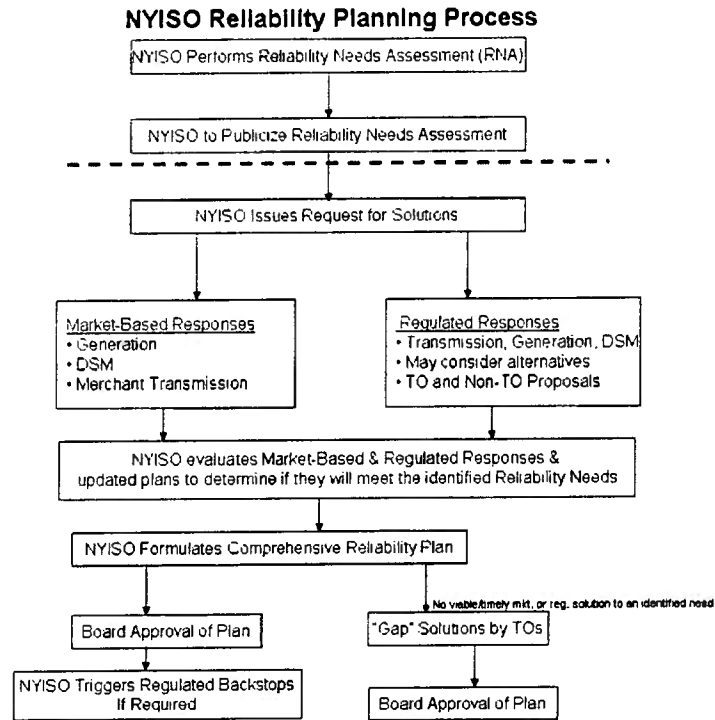 NYISO Reliability Planning Process
NYISO Performs Reliability Needs Assessment (RNA)
NYISO to Publicize Reliability Needs Assessment
NYISO Issues Request for Solutions
Market-Based Responses
• Generation
• DSM
• Merchant Transmission
Regulated Responses
• Transmission, Generation, DSM
• May consider alternatives
• TO and Non-TO Proposals
NYISO evaluates Market-Based & Regulated Responses &
updated plans to determine if they will meet the identified Reliability Needs
NYISO Formulates Comprehensive Reliability Plan
No viable/timely mkt, or reg. solution to an identified need
Board Approval of Plan
"Gap" Solutions by TOs
NYISO Triggers Regulated Backstops
If Required
Board Approval of Plan